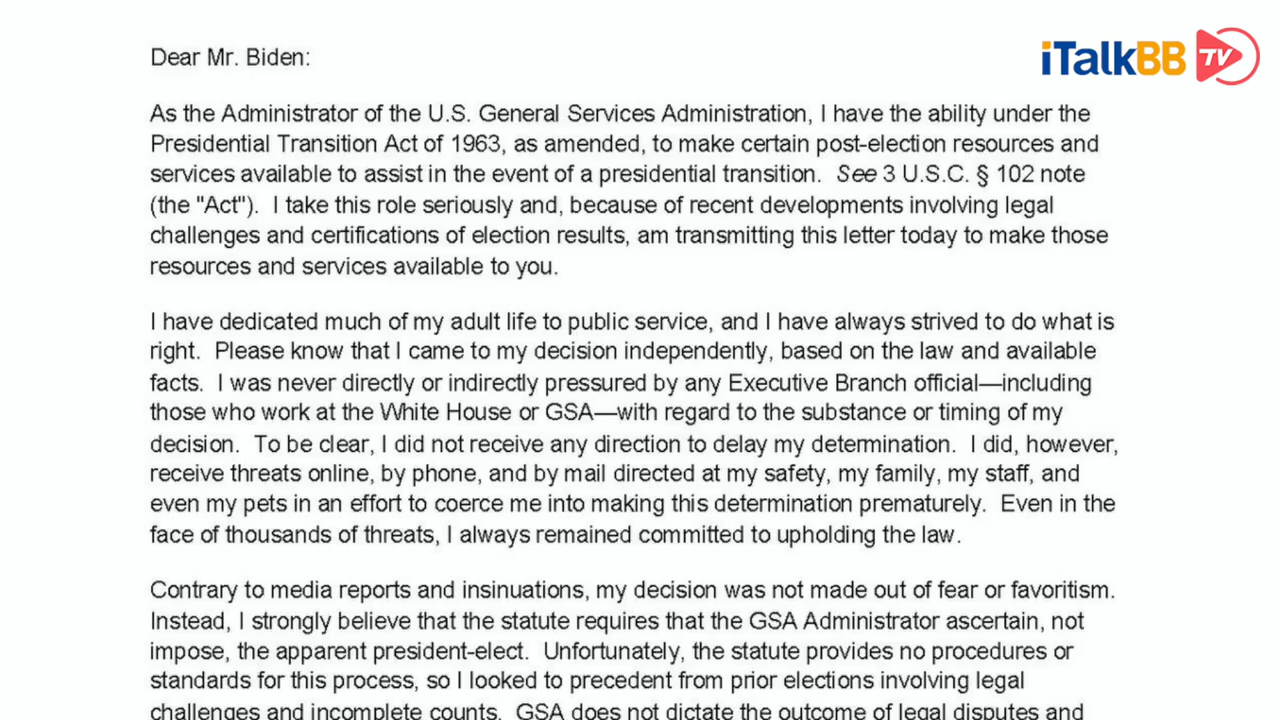 iTalkBB TV
Dear Mr. Biden:
As the Administrator of the U.S. General Services Administration, I have the ability under the
Presidential Transition Act of 1963, as amended, to make certain post-election resources and
services available to assist in the event of a presidential transition.  See 3 U.S.C. § 102 note
(the "Act").  I take this role seriously and, because of recent developments involving legal
challenges and certifications of election results, am transmitting this letter today to make those
resources and services available to you.
I have dedicated much of my adult life to public service, and I have always strived to do what is
right.  Please know that I came to my decision independently, based on the law and available
facts.  I was never directly or indirectly pressured by any Executive Branch official—including
those who work at the White House or GSA—with regard to the substance or timing of my
decision.  To be clear, I did not receive any direction to delay my determination.  I did, however,
receive threats online, by phone, and by mail directed at my safety, my family, my staff, and
even my pets in an effort to coerce me into making this determination prematurely.  Even in the
face of thousands of threats, I always remained committed to upholding the law.
Contrary to media reports and insinuations, my decision was not made out of fear or favoritism.
Instead, I strongly believe that the statute requires that the GSA Administrator ascertain, not
impose, the apparent president-elect.  Unfortunately, the statute provides no procedures or
standards for this process, so I looked to precedent from prior elections involving legal
challenges and incomplete counts.  GSA does not dictate the outcome of legal disputes and